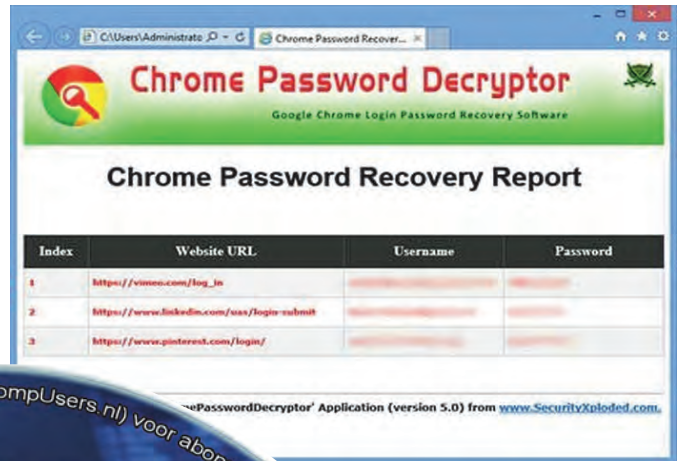 C:\Users\Administrato
Chrome Password Recover...
Chrome Password Decryptor
Google Chrome Login Password Recovery Software
Chrome Password Recovery Report
Index Website URL Username Password
1 https://vimeo.com/log_in
2 https://www.linkedin.com/uas/login-submit
3 https://www.pinterest.com/login/
omePasswordDecryptor' Application (version 5.0) from www.SecurityXploded.com.
ompUsers.nl) voor abon